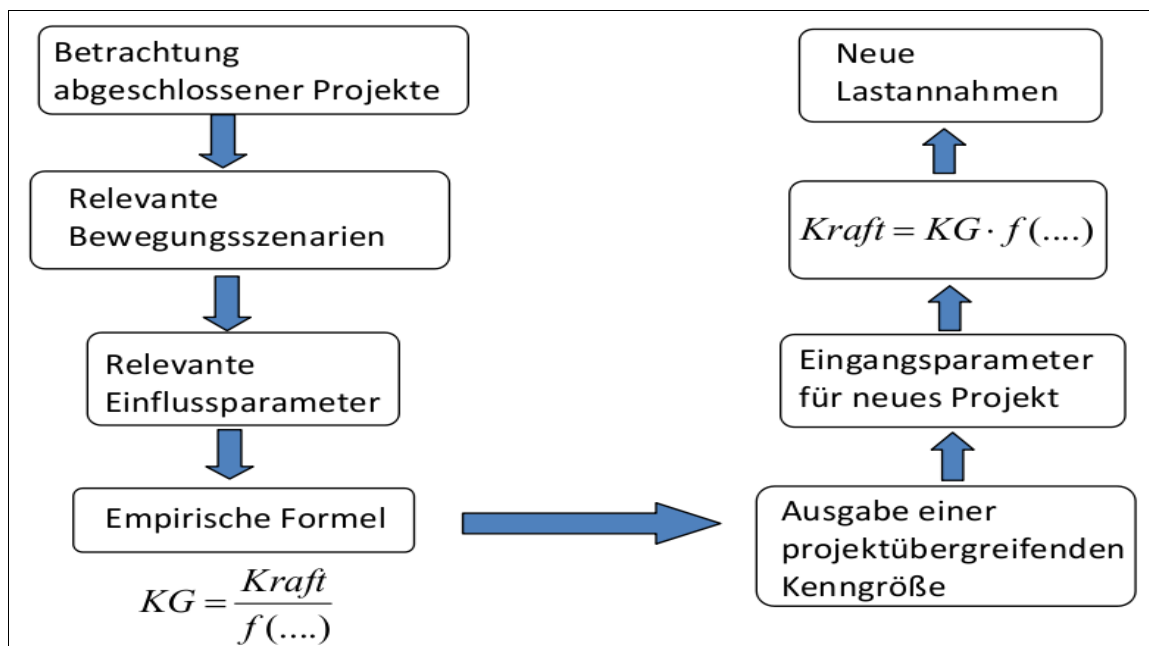 Betrachtung
abgeschlossener Projekte
Relevante
Bewegungsszenarien
Relevante
Einflussparameter
Empirische Formel
KG = Kraft / f(....)
Ausgabe einer
projektübergreifenden
Kenngröße
Eingangsparameter
für neues Projekt
Kraft = KG · f(....)
Neue
Lastannahmen